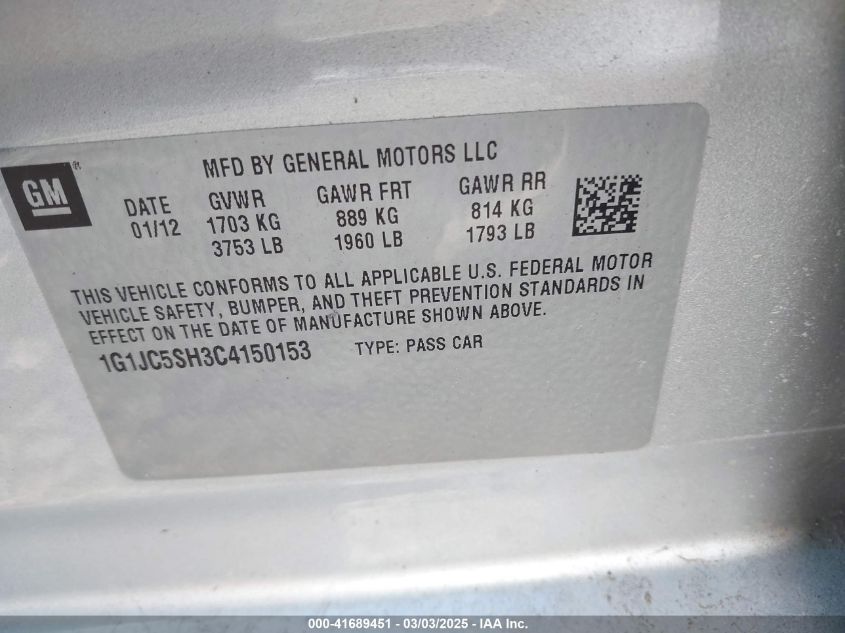 GM®
MFD BY GENERAL MOTORS LLC
DATE GVWR GAWR FRT GAWR RR
01/12 1703 KG 889 KG 814 KG
3753 LB 1960 LB 1793 LB
THIS VEHICLE CONFORMS TO ALL APPLICABLE U.S. FEDERAL MOTOR
VEHICLE SAFETY, BUMPER, AND THEFT PREVENTION STANDARDS IN
EFFECT ON THE DATE OF MANUFACTURE SHOWN ABOVE.
1G1JC5SH3C4150153 TYPE: PASS CAR
000-41689451 - 03/03/2025 - IAA Inc.